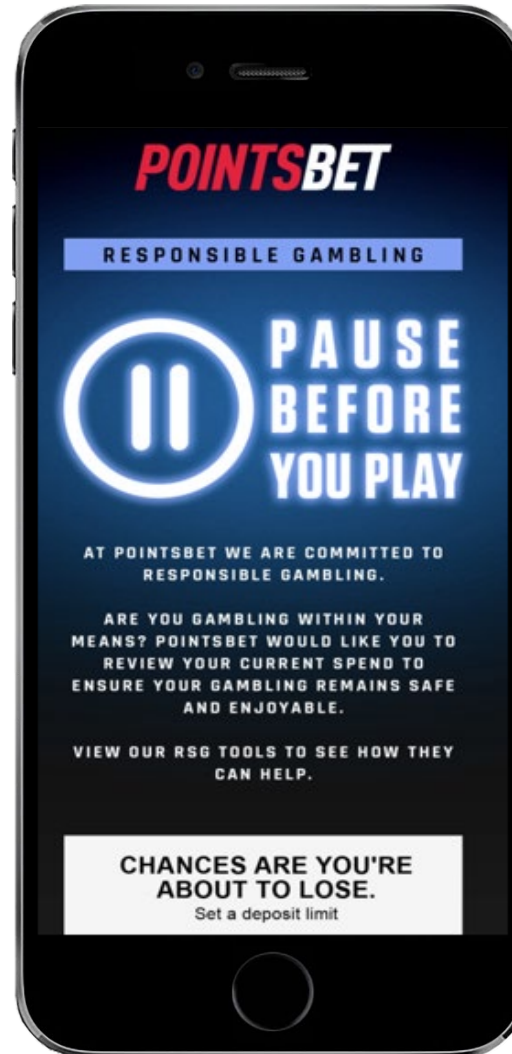 POINTSBET
RESPONSIBLE GAMBLING
PAUSE
BEFORE
YOU PLAY
AT POINTSBET WE ARE COMMITTED TO
RESPONSIBLE GAMBLING.
ARE YOU GAMBLING WITHIN YOUR
MEANS? POINTSBET WOULD LIKE YOU TO
REVIEW YOUR CURRENT SPEND TO
ENSURE YOUR GAMBLING REMAINS SAFE
AND ENJOYABLE.
VIEW OUR RSG TOOLS TO SEE HOW THEY
CAN HELP.
CHANCES ARE YOU'RE
ABOUT TO LOSE.
Set a deposit limit